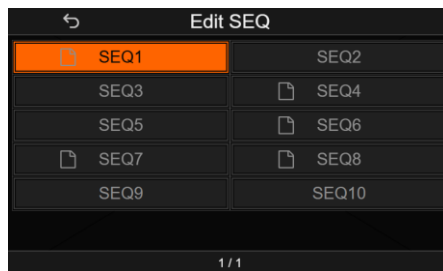 Edit SEQ
SEQ1 SEQ2
SEQ3 SEQ4
SEQ5 SEQ6
SEQ7 SEQ8
SEQ9 SEQ10
1/1